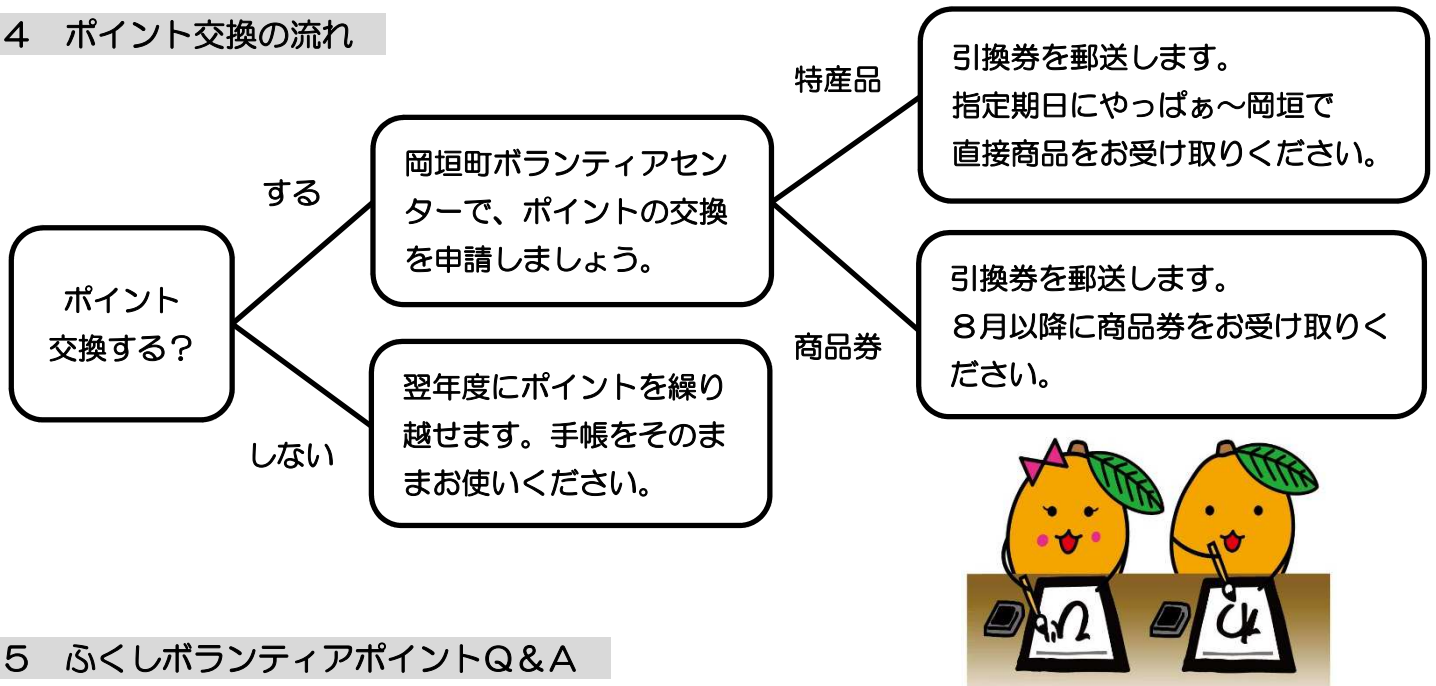 4　ポイント交換の流れ
ポイント
交換する？
する
岡垣町ボランティアセン
ターで、ポイントの交換
を申請しましょう。
特産品
引換券を郵送します。
指定期日にやっぱぁ～岡垣で
直接商品をお受け取りください。
商品券
引換券を郵送します。
８月以降に商品券をお受け取りく
ださい。
しない
翌年度にポイントを繰り
越せます。手帳をそのま
まお使いください。
5　ふくしボランティアポイントＱ＆Ａ